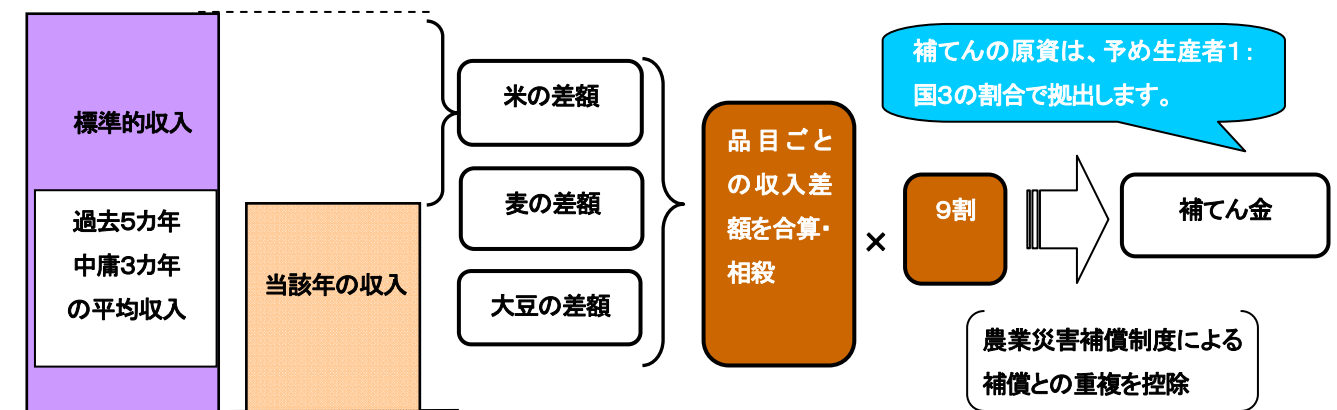 標準的収入
過去5カ年
中庸3カ年
の平均収入
当該年の収入
米の差額
麦の差額
大豆の差額
品目ごと
の収入差
額を合算・
相殺
×
9割
補てんの原資は、予め生産者1:
国3の割合で拠出します。
補てん金
農業災害補償制度による
補償との重複を控除